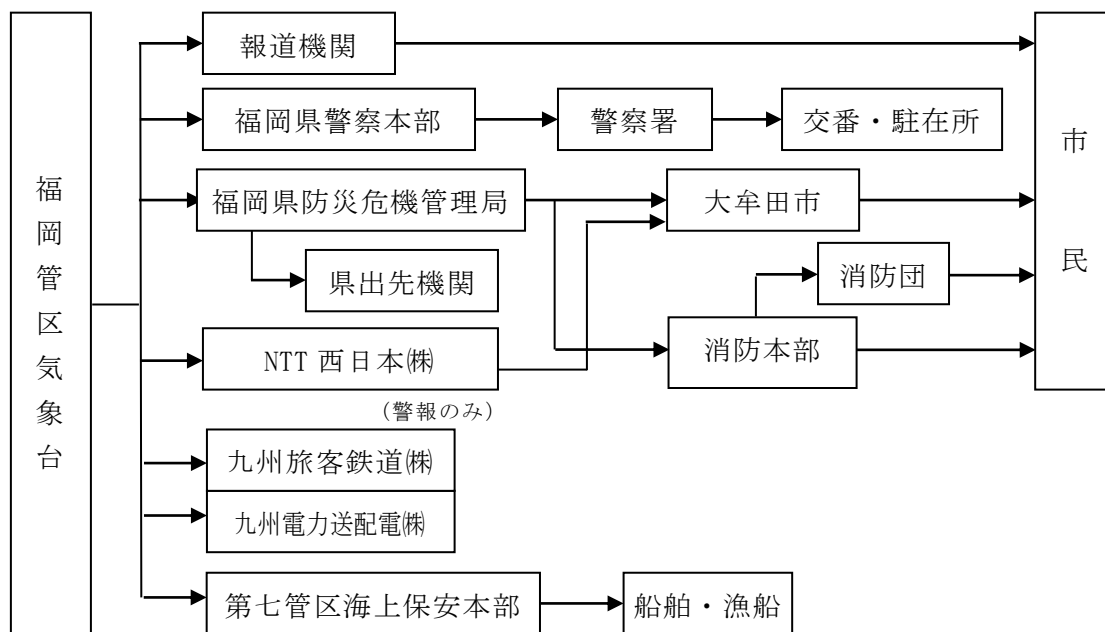 福岡管区気象台
報道機関
市民
福岡県警察本部
警察署
交番・駐在所
福岡県防災危機管理局
大牟田市
県出先機関
消防団
NTT 西日本㈱
消防本部
(警報のみ)
九州旅客鉄道㈱
九州電力送配電㈱
第七管区海上保安本部
船舶・漁船